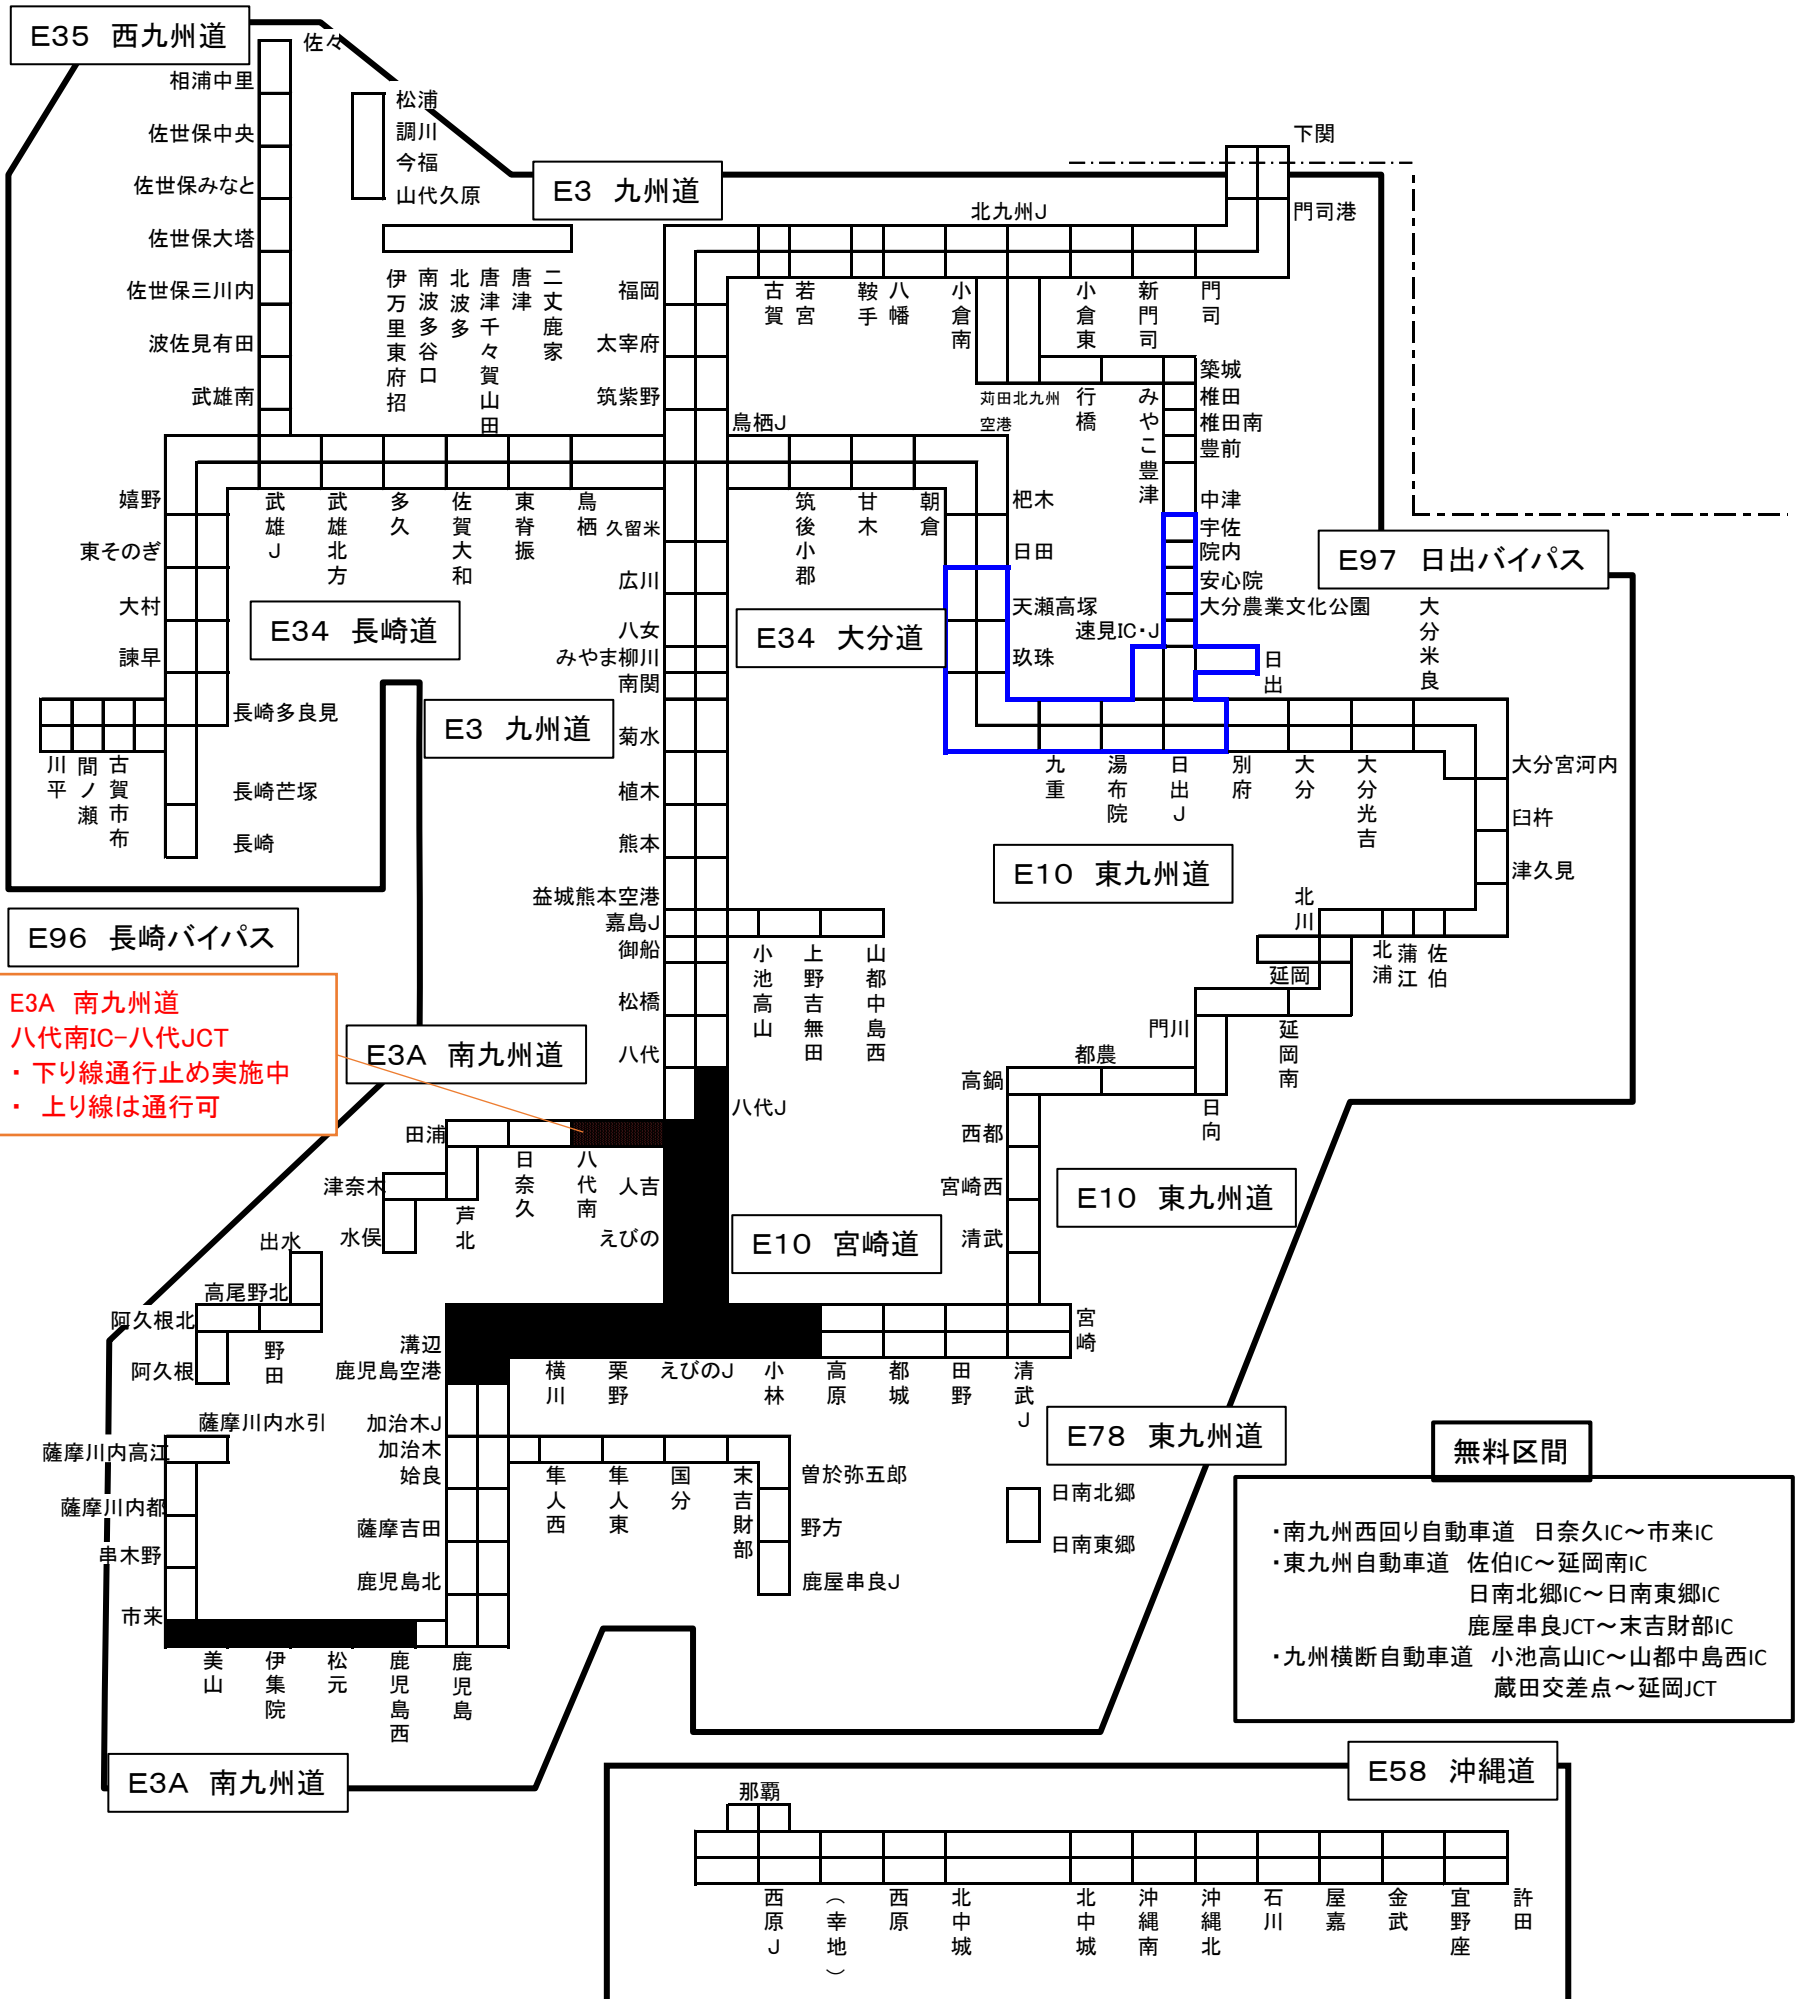 E35 西九州道
佐々
相浦中里
佐世保中央
佐世保みなと
佐世保大塔
佐世保三川内
波佐見有田
武雄南
松浦
調川
今福
山代久原
E3 九州道
伊万里東府招
南波多谷口
北波多
唐津千々賀山田
唐津
二丈鹿家
下関
門司港
北九州J
福岡
太宰府
筑紫野
古賀
若宮
鞍手
八幡
小倉南
小倉東
新門司
門司
苅田北九州
空港
行橋
みやこ豊津
築城
椎田
椎田南
豊前
中津
宇佐
院内
安心院
大分農業文化公園
速見IC・J
日出
E97 日出バイパス
鳥栖J
嬉野
東そのぎ
大村
諫早
武雄J
武雄北方
多久
佐賀大和
東脊振
鳥栖
久留米
筑後小郡
甘木
朝倉
杷木
日田
天瀬高塚
玖珠
E34 長崎道
E34 大分道
広川
八女
みやま柳川
南関
菊水
植木
熊本
益城熊本空港
嘉島J
御船
松橋
八代
長崎多良見
川平
間ノ瀬
古賀市布
長崎芒塚
長崎
E3 九州道
九重
湯布院
日出J
別府
大分
大分光吉
大分米良
大分宮河内
臼杵
津久見
E10 東九州道
E96 長崎バイパス
小池高山
上野吉無田
山都中島西
北川
北浦
蒲江
佐伯
延岡
延岡南
門川
日向
都農
高鍋
西都
宮崎西
清武
E3A 南九州道
八代南IC−八代JCT
・ 下り線通行止め実施中
・ 上り線は通行可
E3A 南九州道
八代J
田浦
日奈久
八代南
人吉
えびの
津奈木
芦北
水俣
出水
高尾野北
阿久根北
野田
阿久根
E10 宮崎道
E10 東九州道
宮崎
溝辺
鹿児島空港
横川
栗野
えびのJ
小林
高原
都城
田野
清武J
E78 東九州道
薩摩川内水引
薩摩川内高江
薩摩川内都
串木野
市来
加治木J
加治木
姶良
薩摩吉田
鹿児島北
隼人西
隼人東
国分
末吉財部
曽於弥五郎
野方
鹿屋串良J
日南北郷
日南東郷
美山
伊集院
松元
鹿児島西
鹿児島
無料区間
・南九州西回り自動車道 日奈久IC～市来IC
・東九州自動車道 佐伯IC～延岡南IC
日南北郷IC～日南東郷IC
鹿屋串良JCT～末吉財部IC
・九州横断自動車道 小池高山IC～山都中島西IC
蔵田交差点～延岡JCT
E3A 南九州道
E58 沖縄道
那覇
西原J
（幸地）
西原
北中城
北中城
沖縄南
沖縄北
石川
屋嘉
金武
宜野座
許田